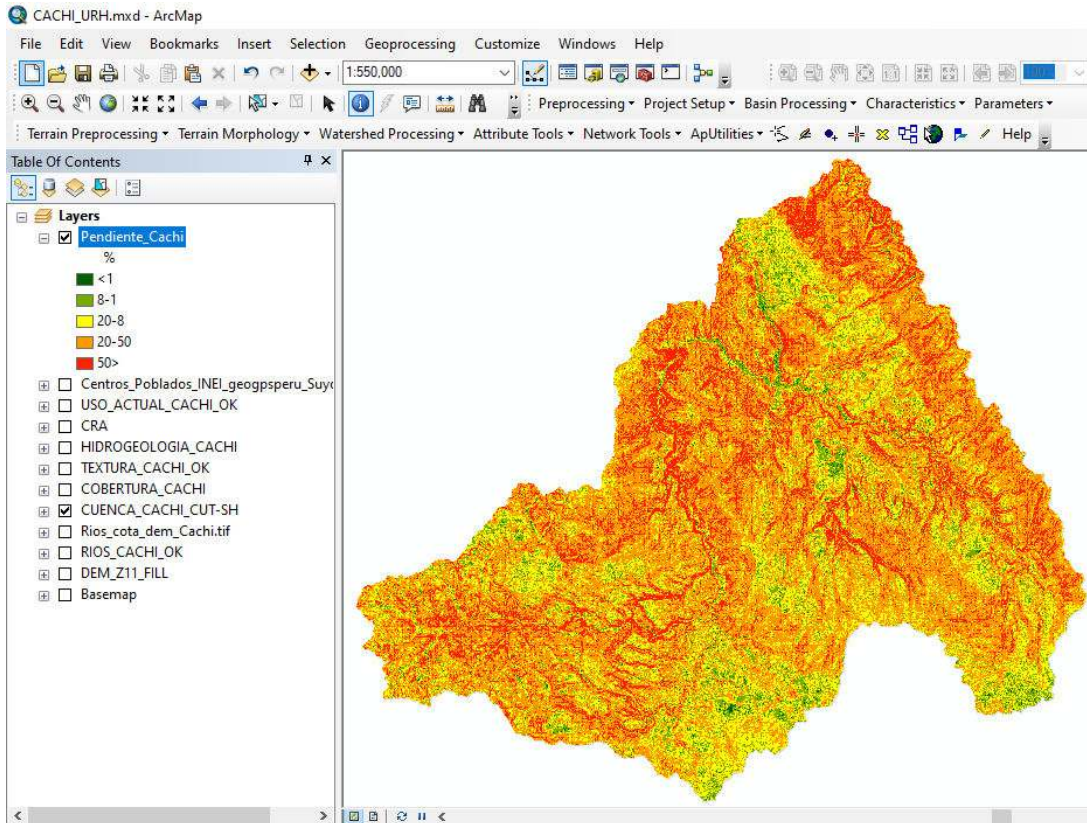 CACHI_URH.mxd - ArcMap
File Edit View Bookmarks Insert Selection Geoprocessing Customize Windows Help
1:550,000
100%
Preprocessing Project Setup Basin Processing Characteristics Parameters
Terrain Preprocessing Terrain Morphology Watershed Processing Attribute Tools Network Tools ApUtilities Help
Table Of Contents
Layers
Pendiente_Cachi
%
<1
8-1
20-8
20-50
50>
Centros_Poblados_INEI_geogpsperu_Suyo
USO_ACTUAL_CACHI_OK
CRA
HIDROGEOLOGIA_CACHI
TEXTURA_CACHI_OK
COBERTURA_CACHI
CUENCA_CACHI_CUT-SH
Rios_cota_dem_Cachi.tif
RIOS_CACHI_OK
DEM_Z11_FILL
Basemap